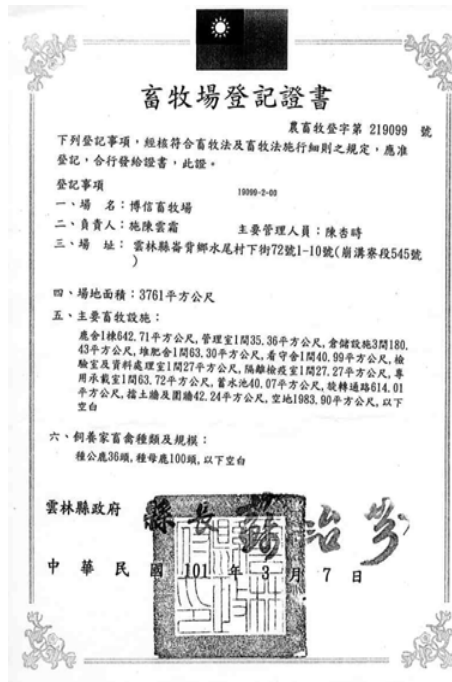 畜牧場登記證書
農畜牧登字第 219099 號
下列登記事項,經核符合畜牧法及畜牧法施行細則之規定,應准
登記,合行發給證書,此證。
登記事項
19099-2-00
一、場 名:博信畜牧場
二、負責人:施陳雲霜 主要管理人員:陳杏時
三、場 址: 雲林縣崙背鄉水尾村下街72號1-10號(崩溝寮段545號
)
四、場地面積:3761平方公尺
五、主要畜牧設施:
鹿舍1棟642.71平方公尺,管理室1間35.36平方公尺,倉儲設施3間180.
43平方公尺,堆肥舍1間63.30平方公尺,看守舍1間40.99平方公尺,檢
驗室及資料處理室1間27平方公尺,隔離檢疫室1間27.27平方公尺,專
用承載室1間63.72平方公尺,蓄水池40.07平方公尺,旋轉通路614.01
平方公尺,擋土牆及圍牆42.24平方公尺,空地1983.90平方公尺,以下
空白
六、飼養家畜禽種類及規模:
種公鹿36頭,種母鹿100頭,以下空白
雲林縣政府 縣長 蘇治芬
中華民國 101 年 3 月 7 日